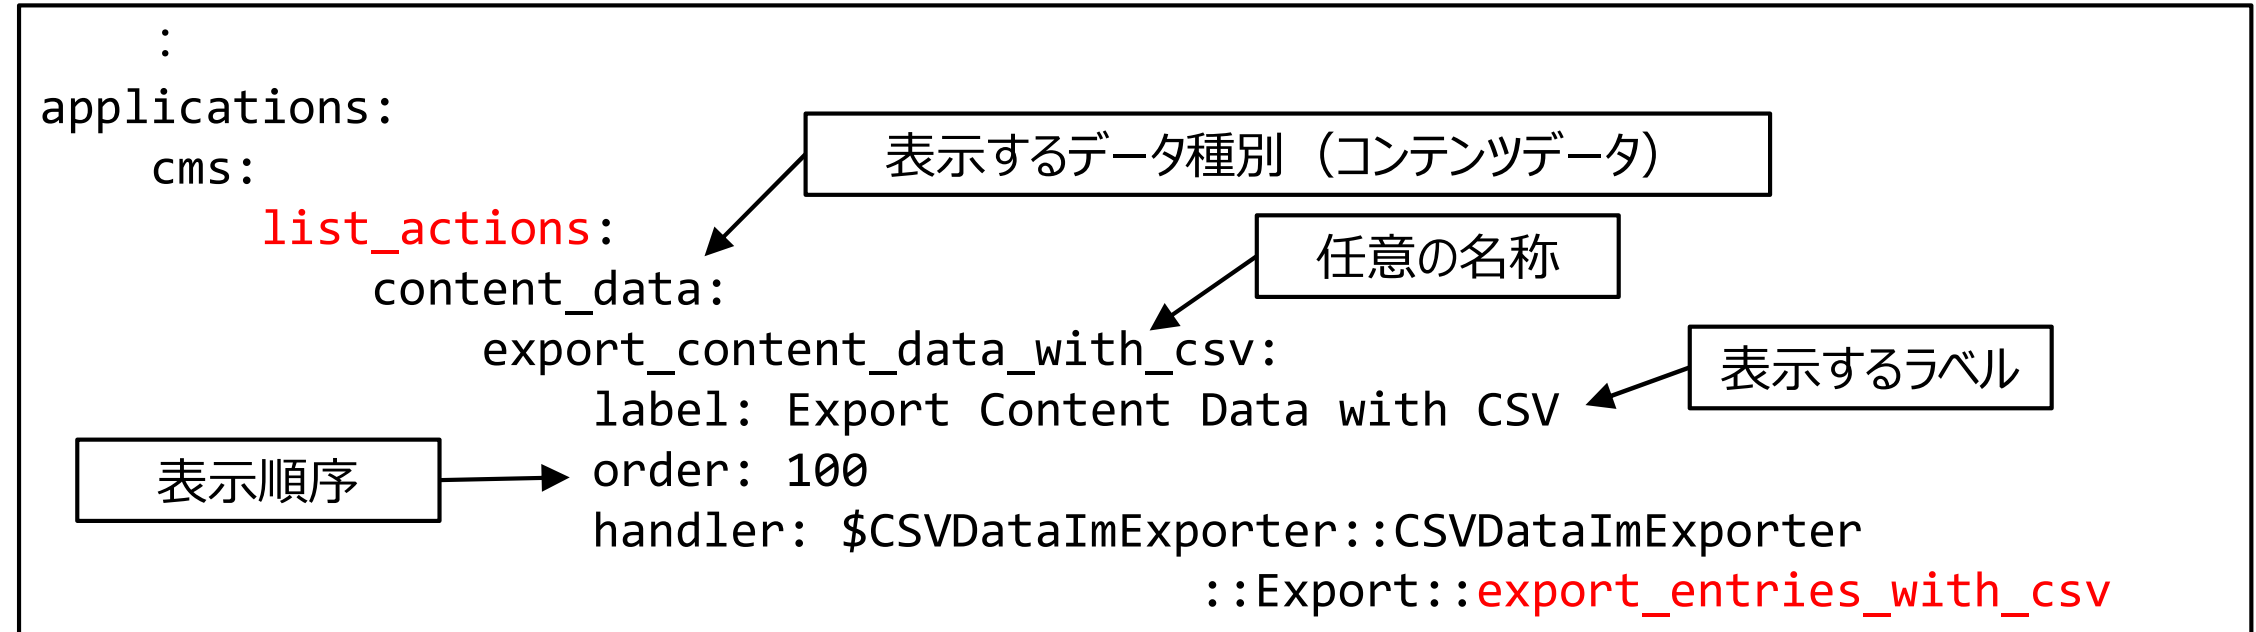 :
applications:
cms:
list_actions:
content_data:
export_content_data_with_csv:
label: Export Content Data with CSV
order: 100
handler: $CSVDataImExporter::CSVDataImExporter
::Export::export_entries_with_csv
表示するデータ種別（コンテンツデータ）
任意の名称
表示するラベル
表示順序